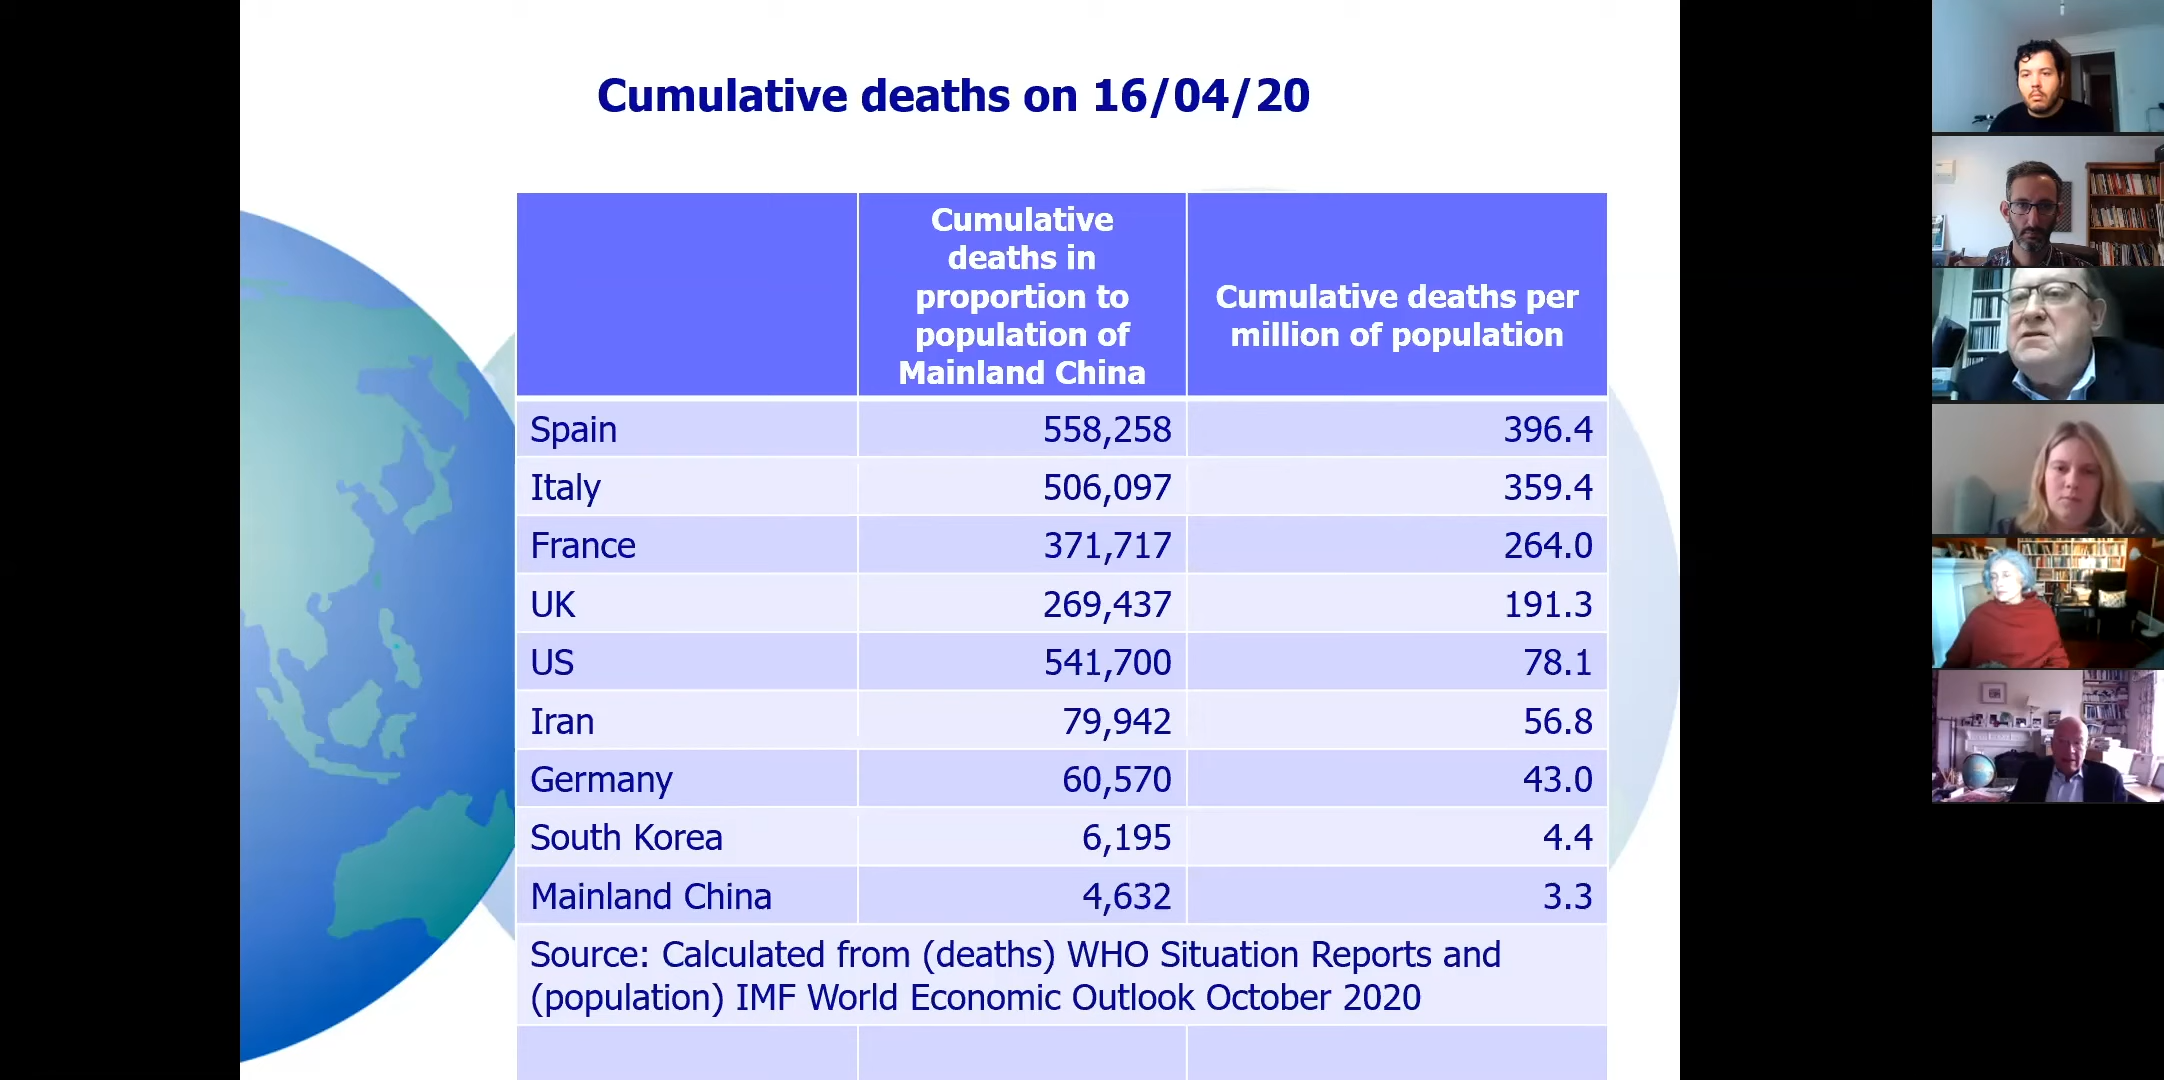 Cumulative deaths on 16/04/20
Cumulative
deaths in
proportion to
population of
Mainland China
Cumulative deaths per
million of population
Spain 558,258 396.4
Italy 506,097 359.4
France 371,717 264.0
UK 269,437 191.3
US 541,700 78.1
Iran 79,942 56.8
Germany 60,570 43.0
South Korea 6,195 4.4
Mainland China 4,632 3.3
Source: Calculated from (deaths) WHO Situation Reports and
(population) IMF World Economic Outlook October 2020